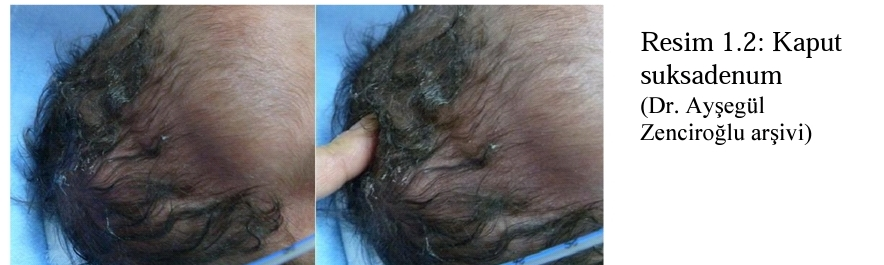 Resim 1.2: Kaput
suksadenum
(Dr. Ayşegül
Zenciroğlu arşivi)